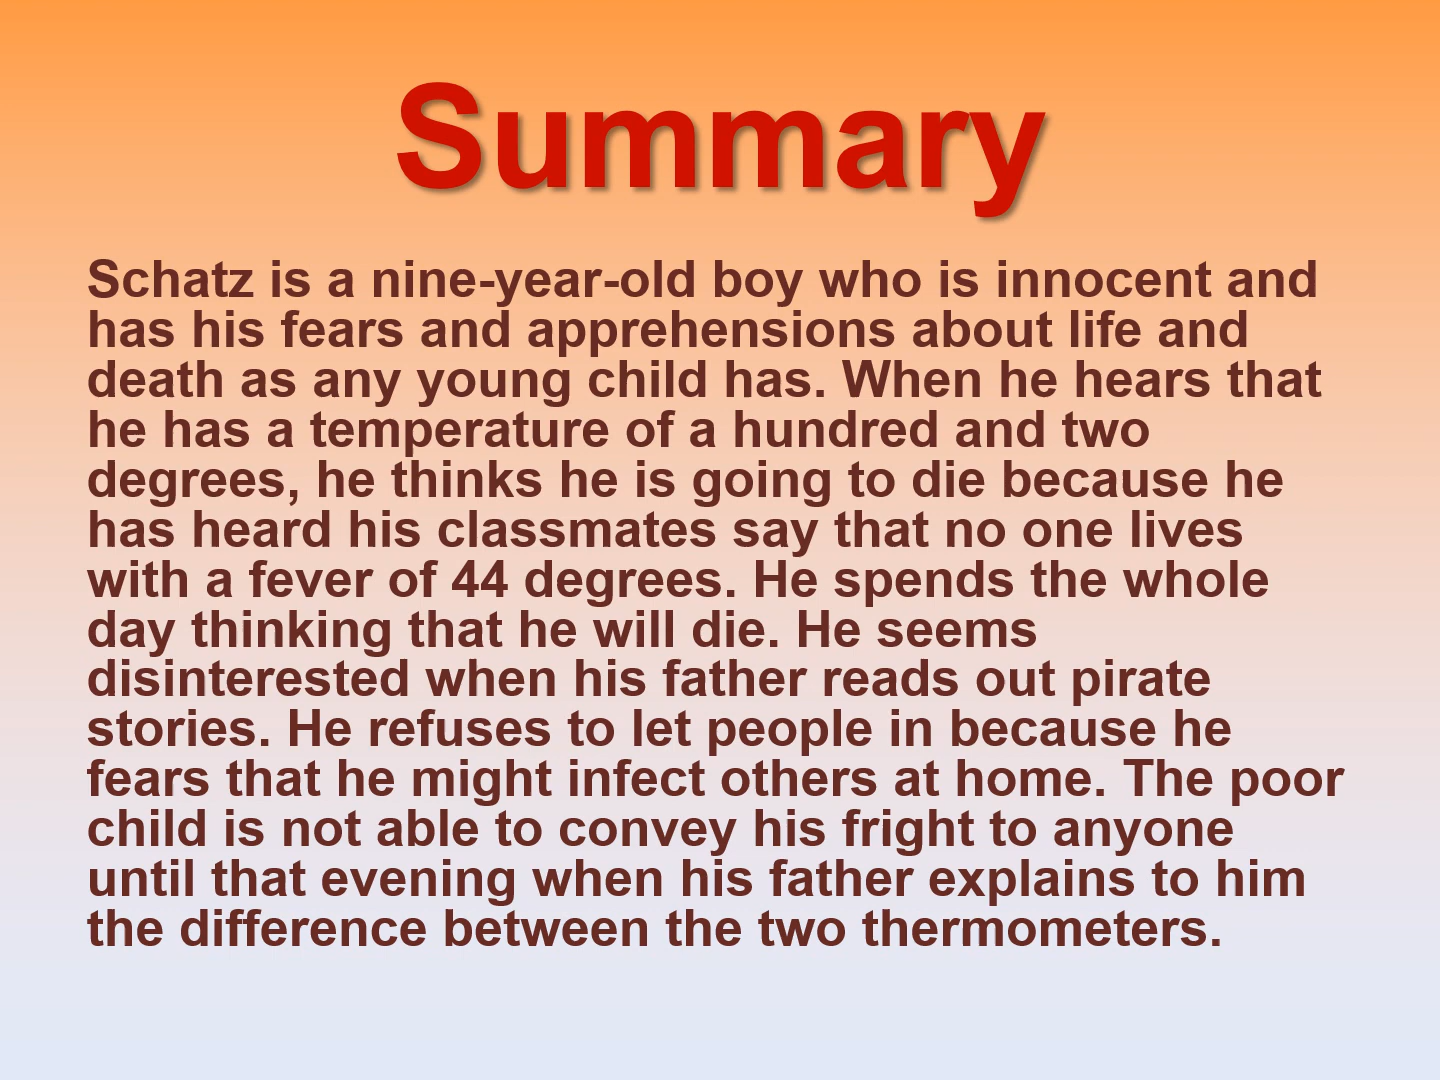 Summary
Schatz is a nine-year-old boy who is innocent and
has his fears and apprehensions about life and
death as any young child has. When he hears that
he has a temperature of a hundred and two
degrees, he thinks he is going to die because he
has heard his classmates say that no one lives
with a fever of 44 degrees. He spends the whole
day thinking that he will die. He seems
disinterested when his father reads out pirate
stories. He refuses to let people in because he
fears that he might infect others at home. The poor
child is not able to convey his fright to anyone
until that evening when his father explains to him
the difference between the two thermometers.